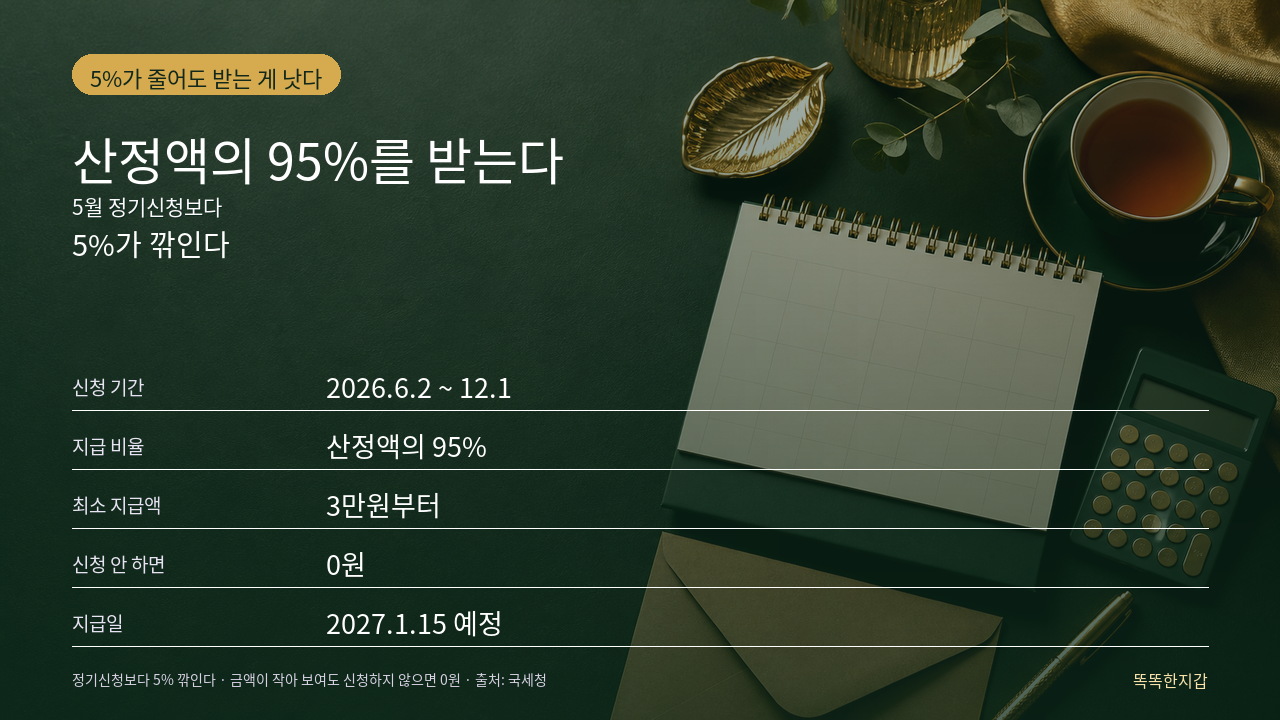 5%가 줄어도 받는 게 낫다
산정액의 95%를 받는다
5월 정기신청보다
5%가 깎인다
신청 기간 2026.6.2 ~ 12.1
지급 비율 산정액의 95%
최소 지급액 3만원부터
신청 안 하면 0원
지급일 2027.1.15 예정
정기신청보다 5% 깎인다 · 금액이 작아 보여도 신청하지 않으면 0원 · 출처: 국세청
똑똑한지갑